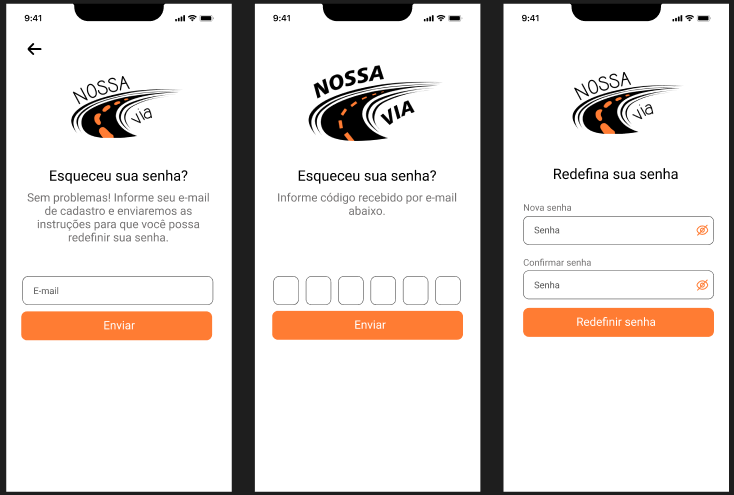 9:41
NOSSA
via
Esqueceu sua senha?
Sem problemas! Informe seu e-mail
de cadastro e enviaremos as
instruções para que você possa
redefinir sua senha.
E-mail
Enviar
9:41
NOSSA
VIA
Esqueceu sua senha?
Informe código recebido por e-mail
abaixo.
Enviar
9:41
NOSSA
via
Redefina sua senha
Nova senha
Senha
Confirmar senha
Senha
Redefinir senha